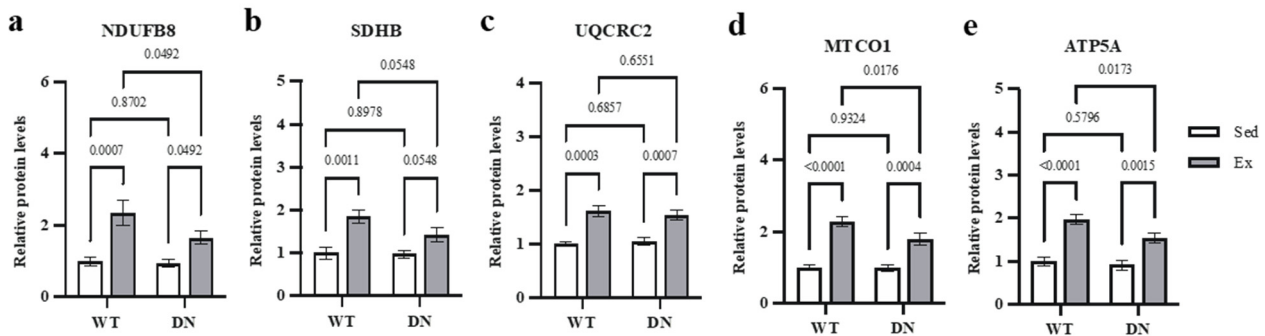 a
NDUFB8
Relative protein levels
6
4
2
0
0.0492
0.8702
0.0007
0.0492
WT
DN
b
SDHB
Relative protein levels
5
4
3
2
1
0
0.0548
0.8978
0.0011
0.0548
WT
DN
c
UQCRC2
Relative protein levels
4
3
2
1
0
0.6551
0.6857
0.0003
0.0007
WT
DN
d
MTCO1
Relative protein levels
6
4
2
0
0.0176
0.9324
<0.0001
0.0004
WT
DN
e
ATP5A
Relative protein levels
5
4
3
2
1
0
0.0173
0.5796
<0.0001
0.0015
WT
DN
Sed
Ex